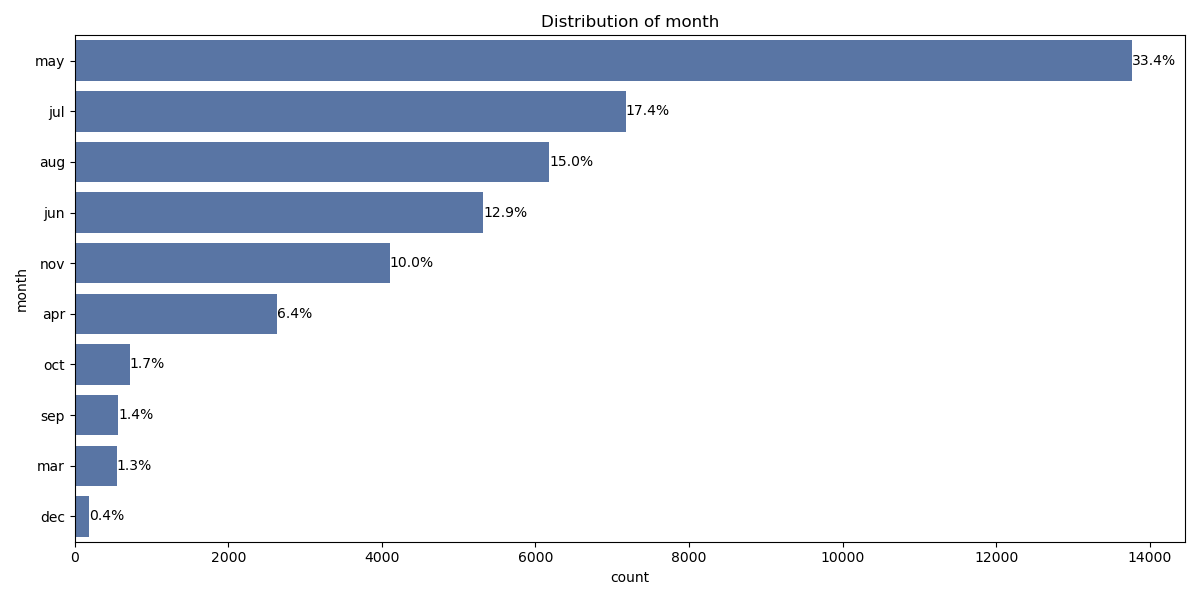 Distribution of month
may 33.4%
jul 17.4%
aug 15.0%
jun 12.9%
nov 10.0%
apr 6.4%
oct 1.7%
sep 1.4%
mar 1.3%
dec 0.4%
month
0 2000 4000 6000 8000 10000 12000 14000
count